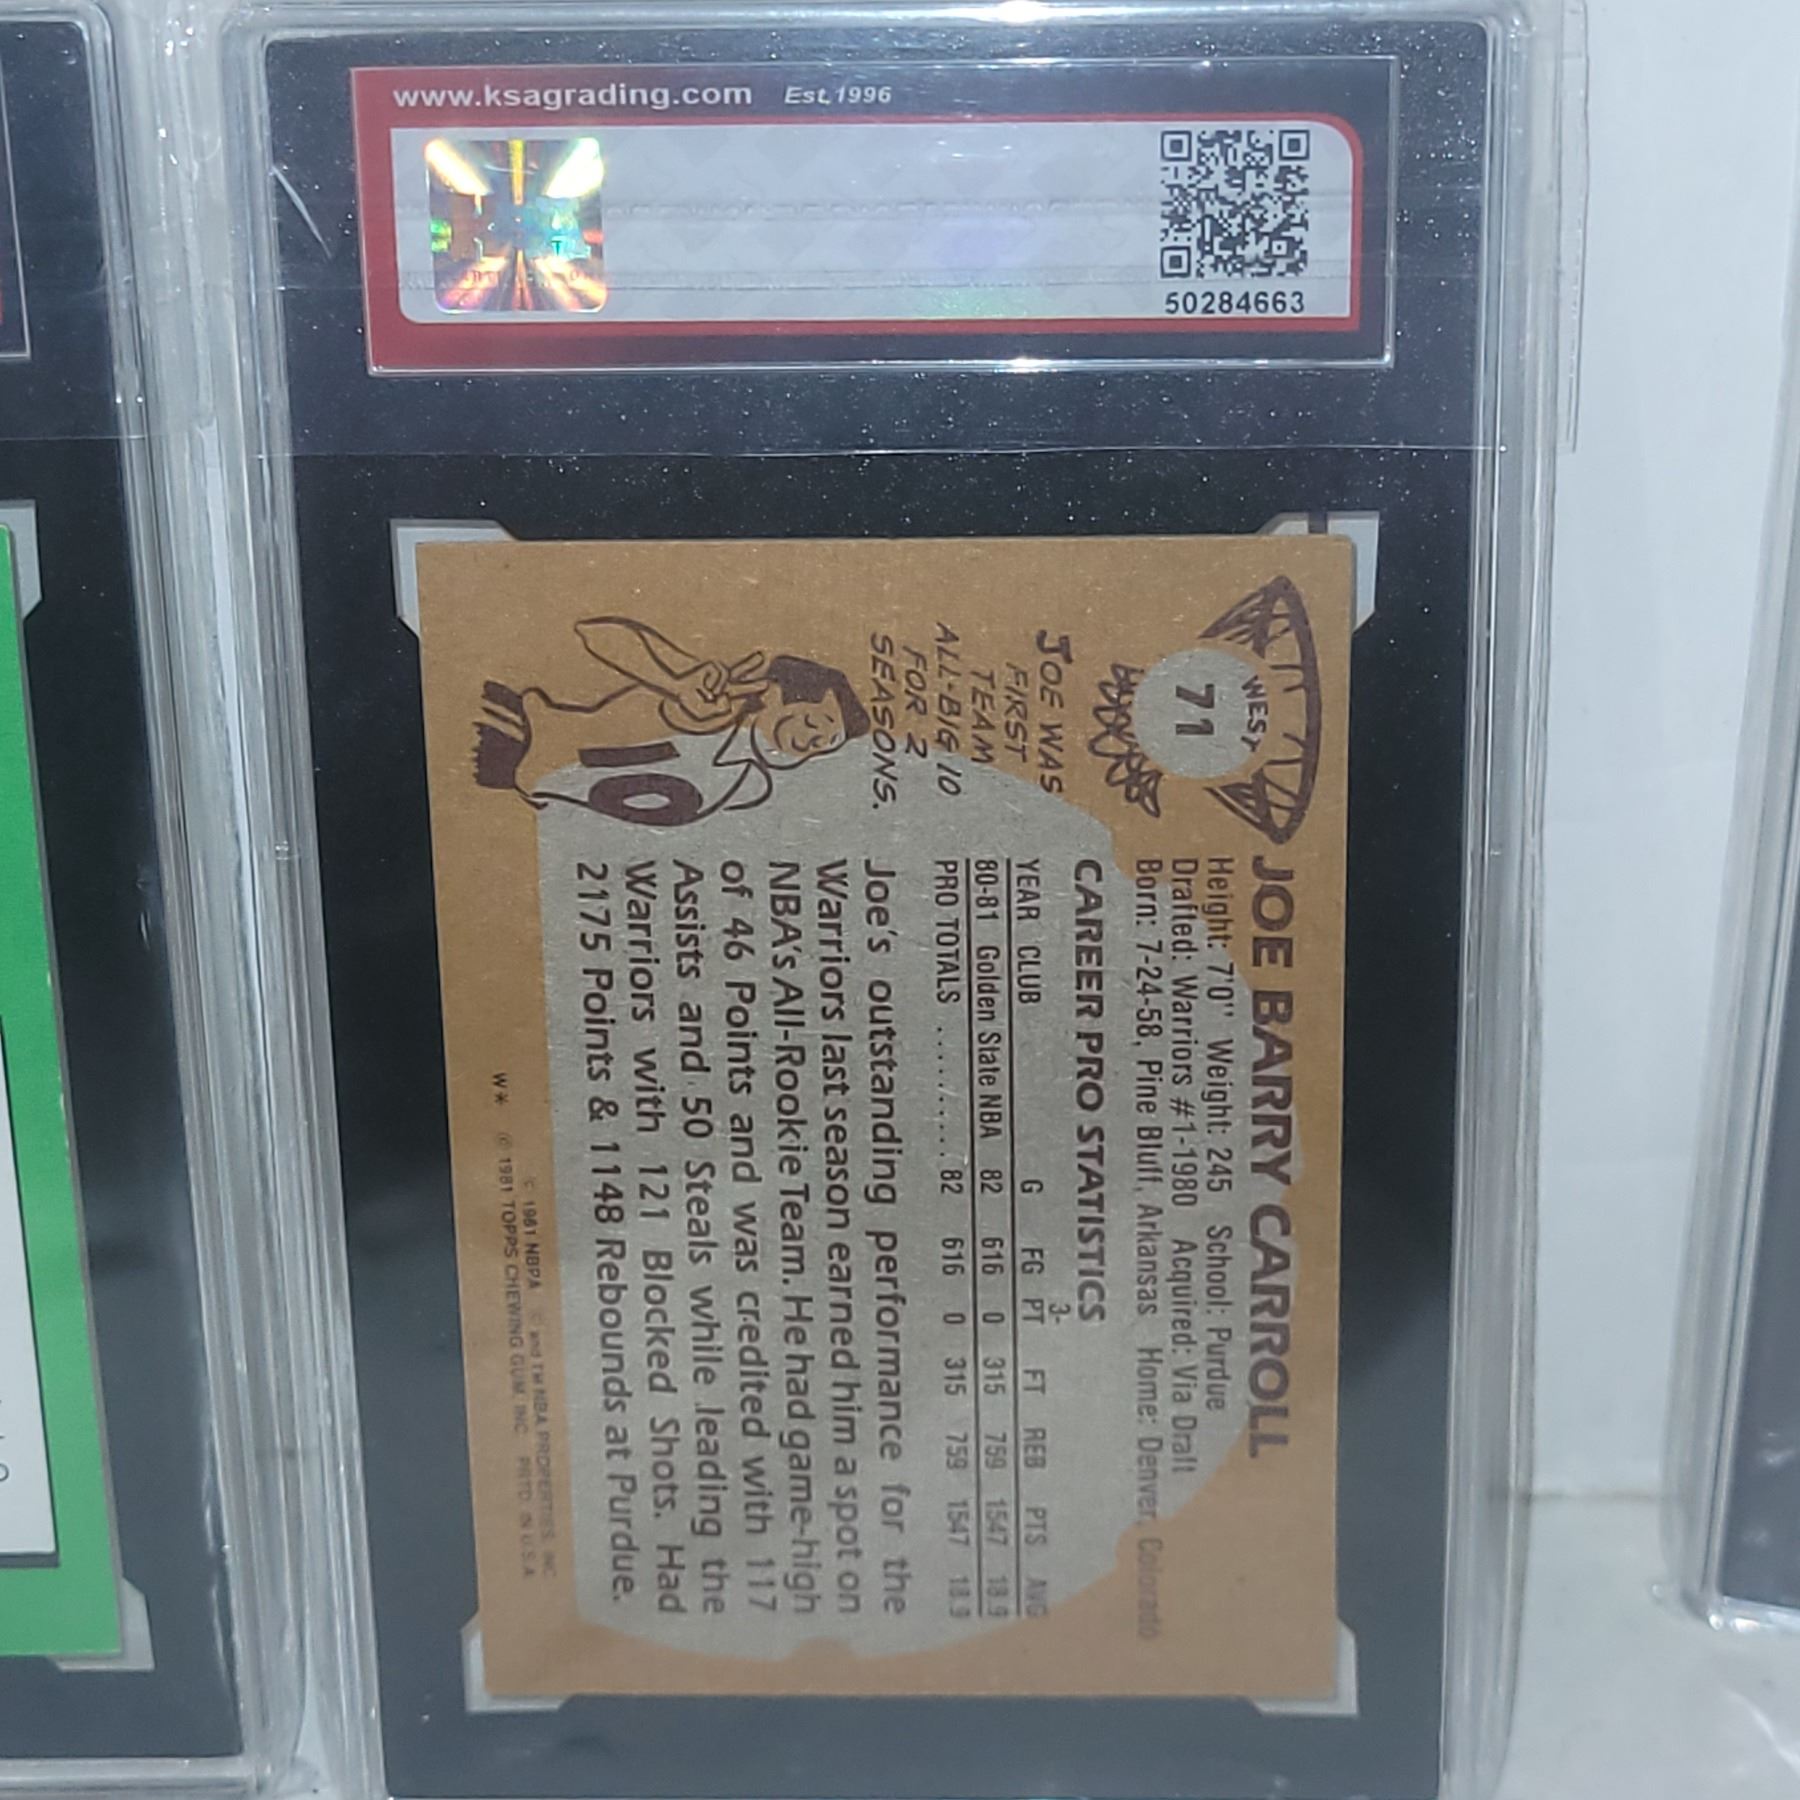 www.ksagrading.com Est. 1996
50284663
WEST
71
JOE BARRY CARROLL
Height: 7'0" Weight: 245 School: Purdue
Drafted: Warriors #1-1980 Acquired: Via Draft
Born: 7-24-58, Pine Bluff, Arkansas Home: Denver, Colorado
CAREER PRO STATISTICS
YEAR CLUB G FG 3-PT FT REB PTS AVG
80-81 Golden State NBA 82 616 0 315 759 1547 18.9
PRO TOTALS .......... 82 616 0 315 759 1547 18.9
JOE WAS
FIRST
TEAM
ALL-BIG 10
FOR 2
SEASONS.
10
Joe's outstanding performance for the
Warriors last season earned him a spot on
NBA's All-Rookie Team. He had game-high
of 46 Points and was credited with 117
Assists and 50 Steals while leading the
Warriors with 121 Blocked Shots. Had
2175 Points & 1148 Rebounds at Purdue.
© 1981 NBPA © and TM NBA PROPERTIES, INC.
W* © 1981 TOPPS CHEWING GUM, INC. PRTD. IN U.S.A.